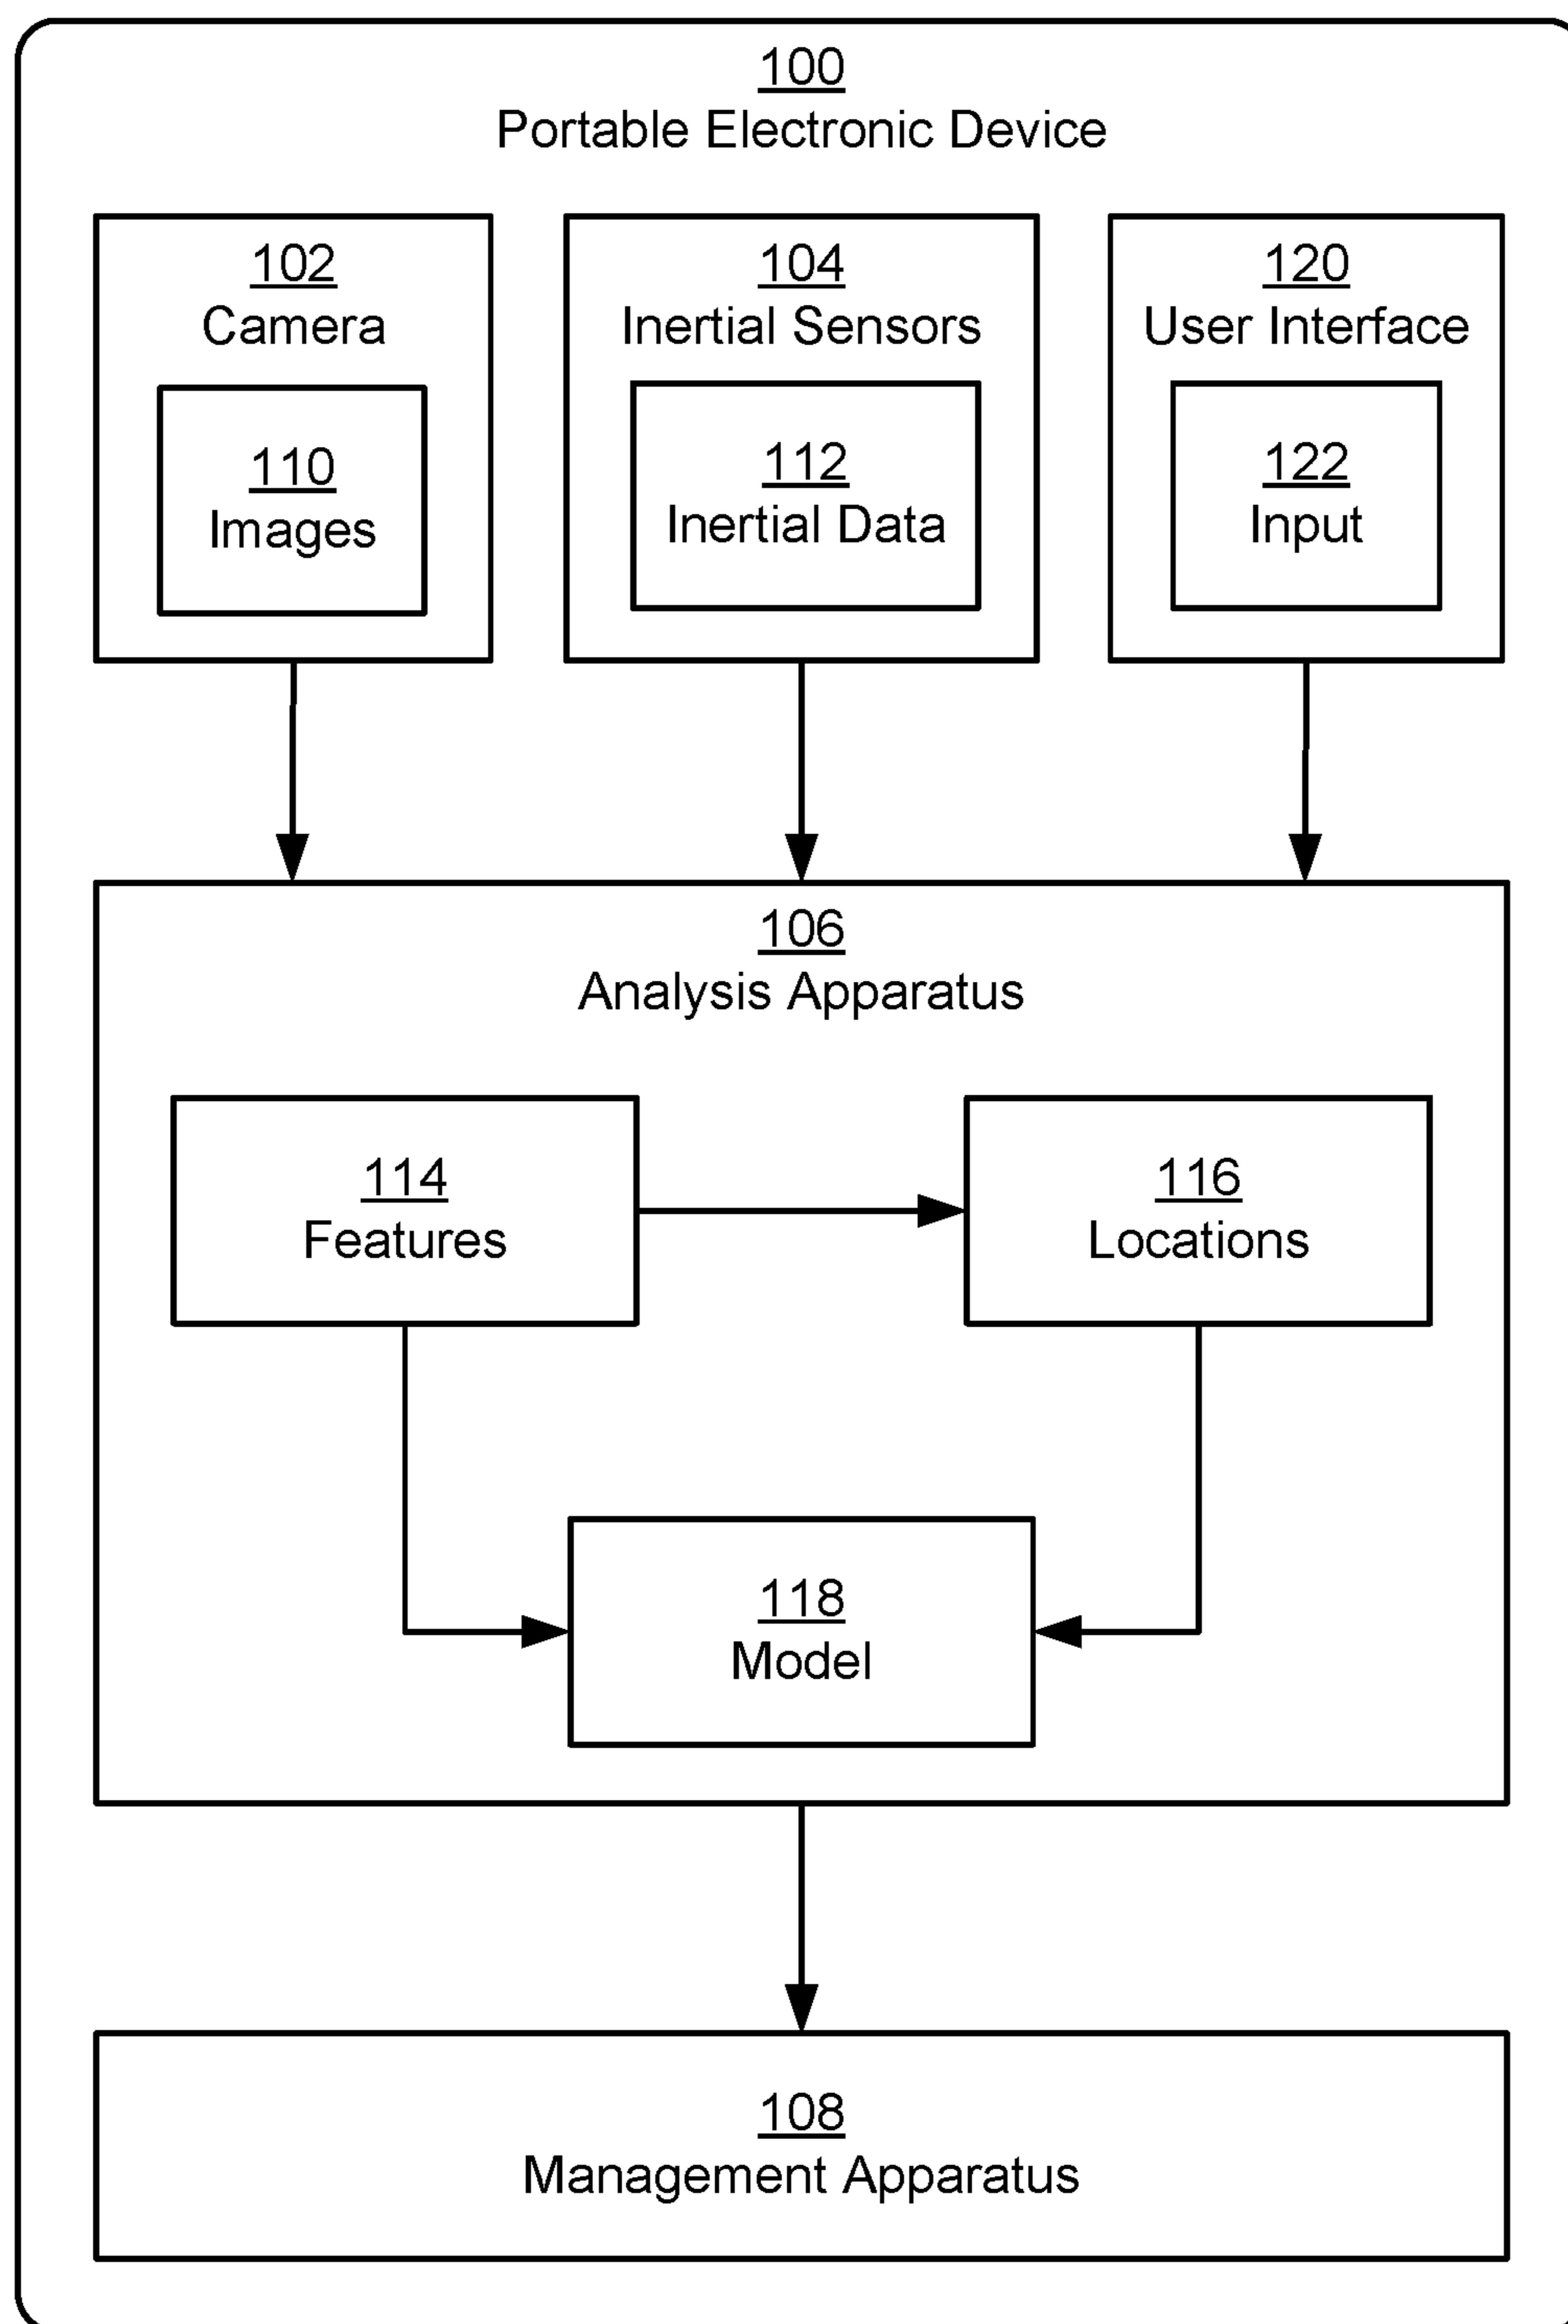 100
Portable Electronic Device
102
Camera
110
Images
104
Inertial Sensors
112
Inertial Data
120
User Interface
122
Input
106
Analysis Apparatus
114
Features
116
Locations
118
Model
108
Management Apparatus